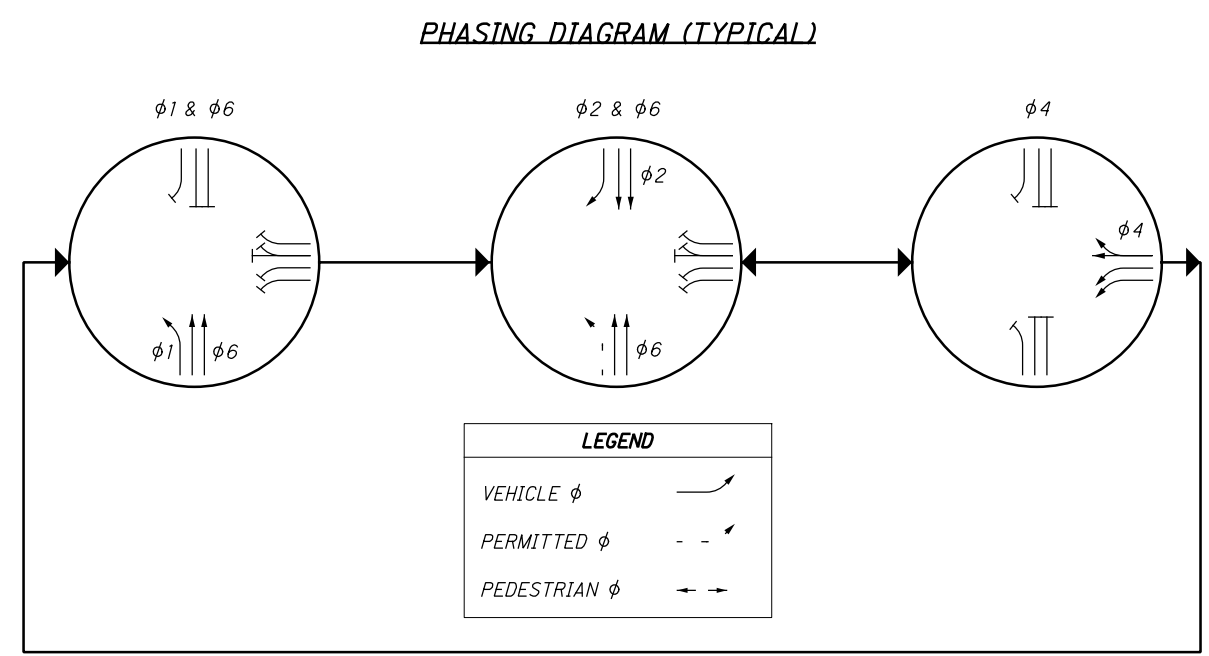 PHASING DIAGRAM (TYPICAL)
ϕ1 & ϕ6
ϕ2 & ϕ6
ϕ4
ϕ2
ϕ4
ϕ1
ϕ6
ϕ6
LEGEND
VEHICLE ϕ
PERMITTED ϕ
PEDESTRIAN ϕ